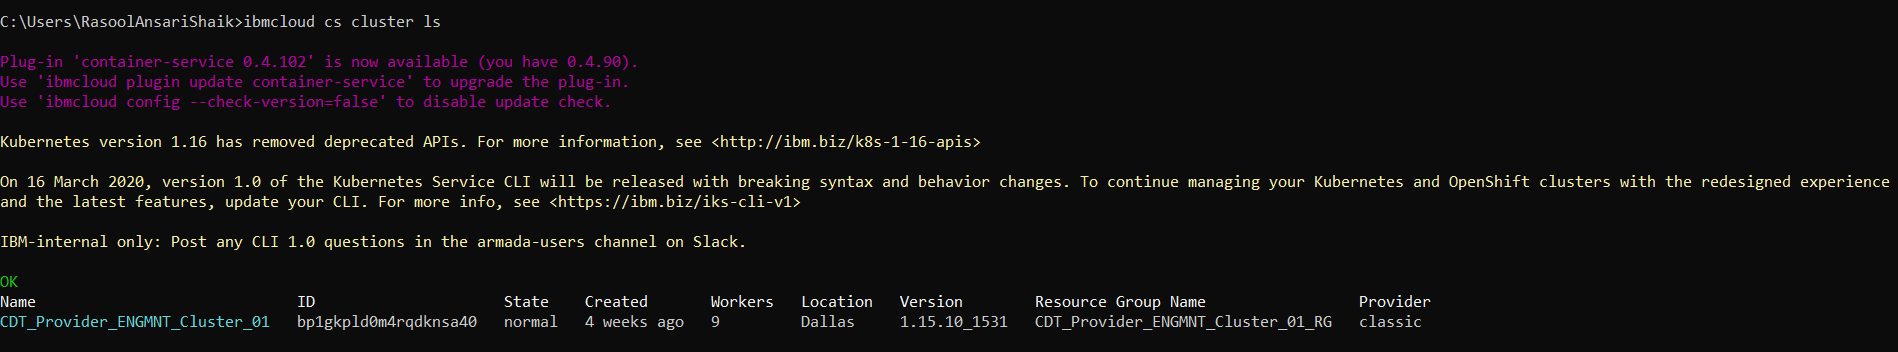 C:\Users\RasoolAnsariShaik>ibmcloud cs cluster ls
Plug-in 'container-service 0.4.102' is now available (you have 0.4.90).
Use 'ibmcloud plugin update container-service' to upgrade the plug-in.
Use 'ibmcloud config --check-version=false' to disable update check.
Kubernetes version 1.16 has removed deprecated APIs. For more information, see <http://ibm.biz/k8s-1-16-apis>
On 16 March 2020, version 1.0 of the Kubernetes Service CLI will be released with breaking syntax and behavior changes. To continue managing your Kubernetes and OpenShift clusters with the redesigned experience
and the latest features, update your CLI. For more info, see <https://ibm.biz/iks-cli-v1>
IBM-internal only: Post any CLI 1.0 questions in the armada-users channel on Slack.
OK
Name ID State Created Workers Location Version Resource Group Name Provider
CDT_Provider_ENGMNT_Cluster_01 bp1gkpld0m4rqdknsa40 normal 4 weeks ago 9 Dallas 1.15.10_1531 CDT_Provider_ENGMNT_Cluster_01_RG classic